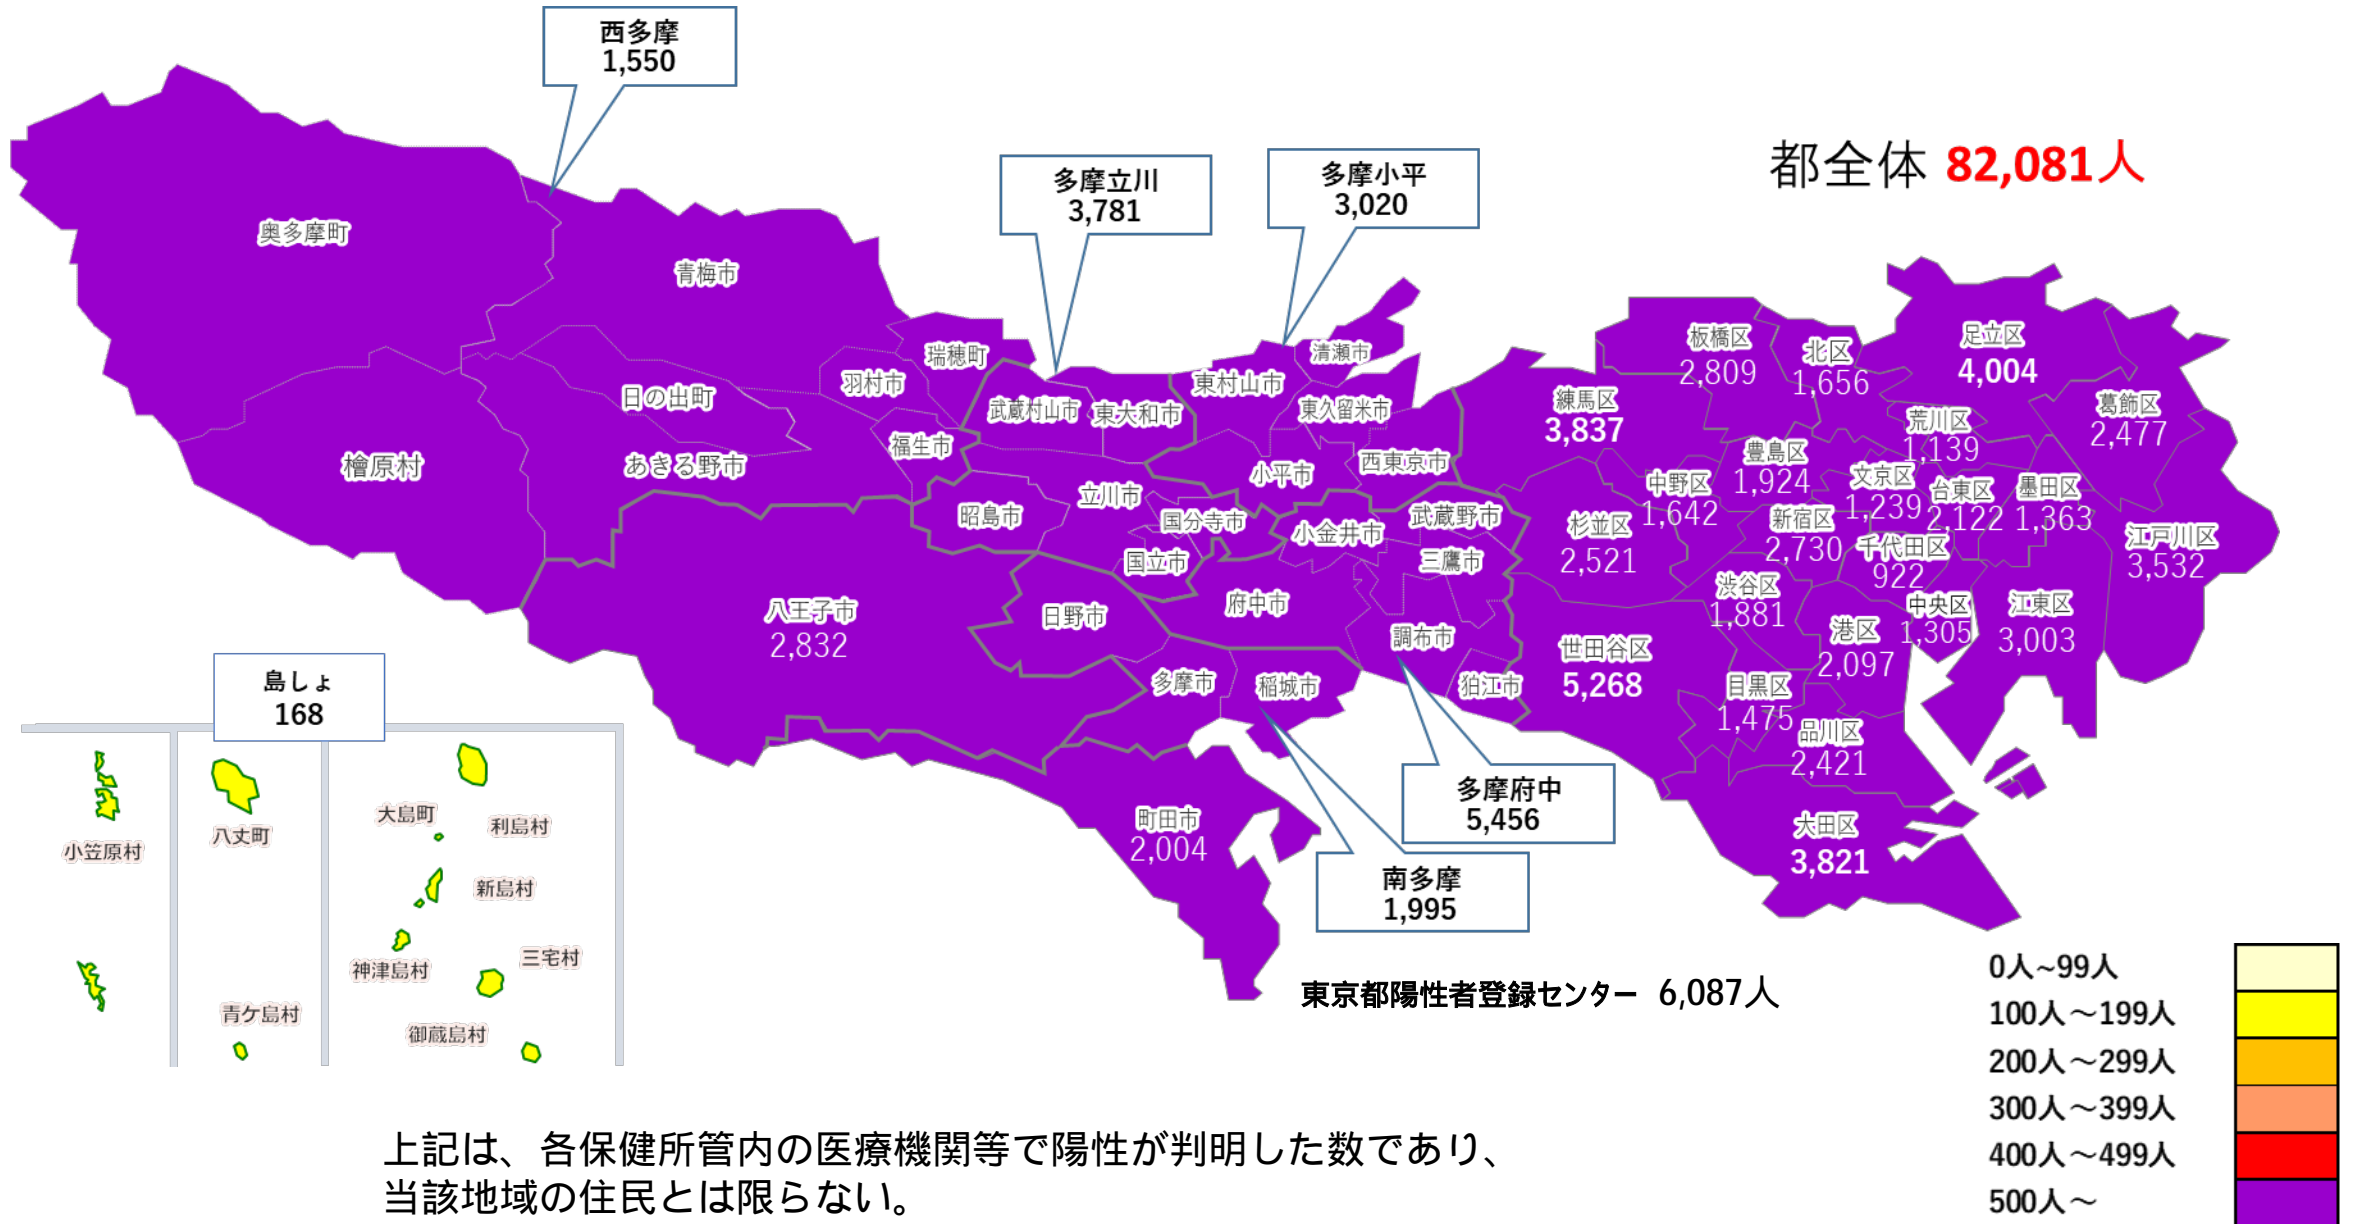 西多摩
1,550
多摩立川
3,781
多摩小平
3,020
都全体 82,081人
奥多摩町
青梅市
瑞穂町
羽村市
日の出町
福生市
あきる野市
檜原村
武蔵村山市
東大和市
東村山市
清瀬市
東久留米市
小平市
西東京市
立川市
昭島市
国分寺市
国立市
小金井市
武蔵野市
三鷹市
府中市
調布市
狛江市
八王子市
2,832
日野市
多摩市
稲城市
町田市
2,004
板橋区
2,809
北区
1,656
足立区
4,004
葛飾区
2,477
練馬区
3,837
荒川区
1,139
豊島区
1,924
文京区
1,239
台東区
2,122
墨田区
1,363
中野区
1,642
杉並区
2,521
新宿区
2,730
千代田区
922
江戸川区
3,532
渋谷区
1,881
中央区
1,305
江東区
3,003
港区
2,097
世田谷区
5,268
目黒区
1,475
品川区
2,421
大田区
3,821
多摩府中
5,456
南多摩
1,995
島しょ
168
小笠原村
八丈町
青ケ島村
大島町
利島村
新島村
神津島村
三宅村
御蔵島村
東京都陽性者登録センター 6,087人
0人~99人
100人～199人
200人～299人
300人～399人
400人～499人
500人～
上記は、各保健所管内の医療機関等で陽性が判明した数であり、
当該地域の住民とは限らない。